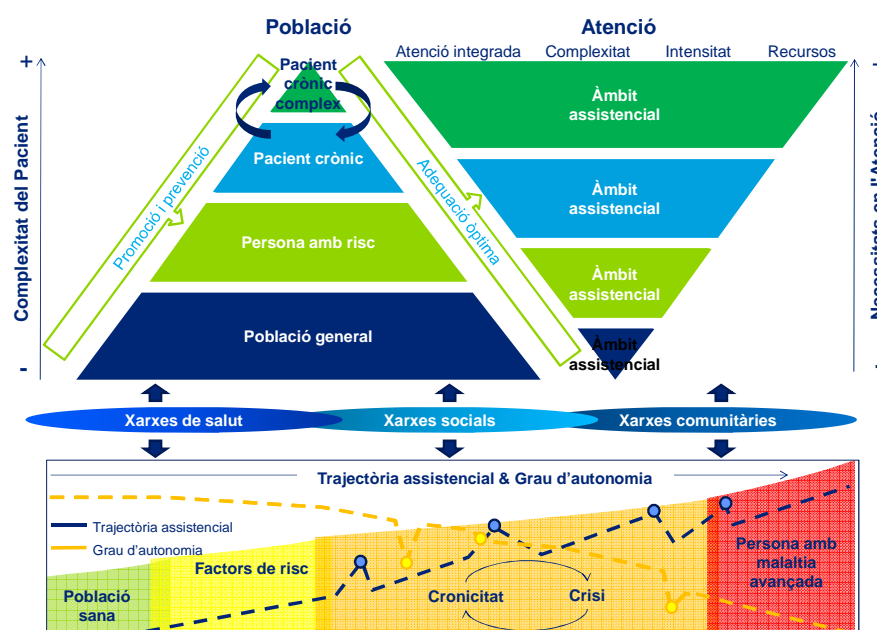 Població
Atenció
Atenció integrada
Complexitat
Intensitat
Recursos
+
+
Complexitat del Pacient
-
-
Necessitats en l'Atenció
Promoció i prevenció
Adequació òptima
Pacient
crònic
complex
Pacient crònic
Persona amb risc
Població general
Àmbit
assistencial
Àmbit
assistencial
Àmbit
assistencial
Àmbit
assistencial
Xarxes de salut
Xarxes socials
Xarxes comunitàries
Trajectòria assistencial & Grau d’autonomia
Trajectòria assistencial
Grau d’autonomia
Població
sana
Factors de risc
Cronicitat
Crisi
Persona amb
malaltia
avançada